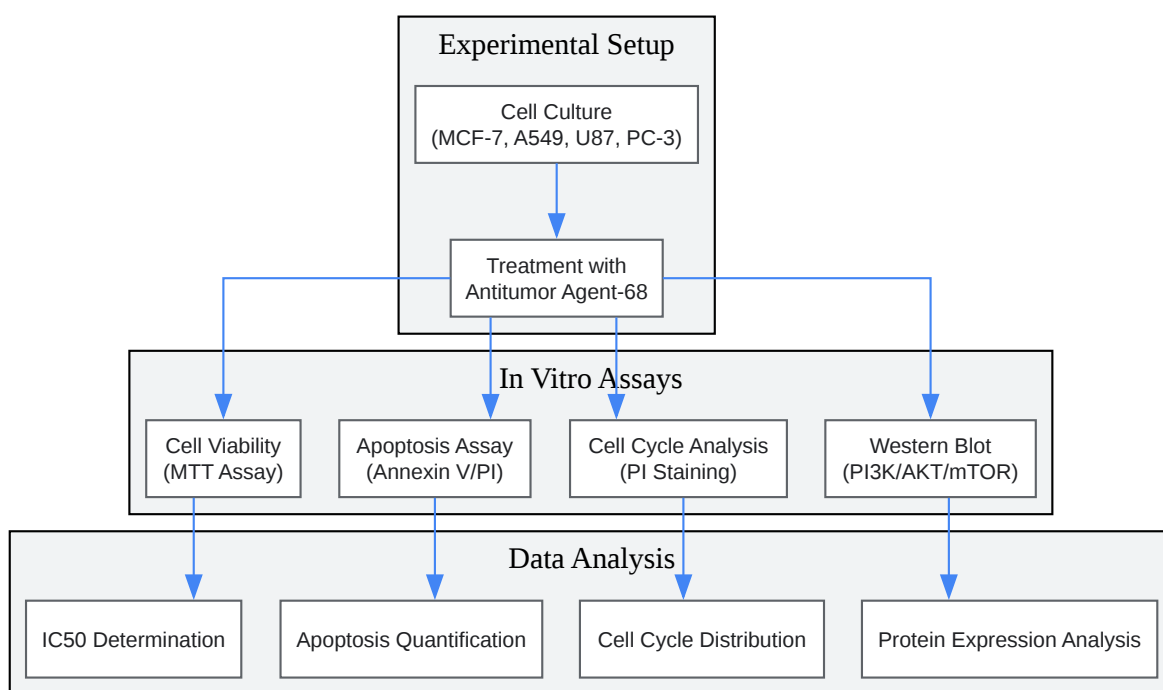 Experimental Setup
Cell Culture
(MCF-7, A549, U87, PC-3)
Treatment with
Antitumor Agent-68
In Vitro Assays
Cell Viability
(MTT Assay)
Apoptosis Assay
(Annexin V/PI)
Cell Cycle Analysis
(PI Staining)
Western Blot
(PI3K/AKT/mTOR)
Data Analysis
IC50 Determination
Apoptosis Quantification
Cell Cycle Distribution
Protein Expression Analysis